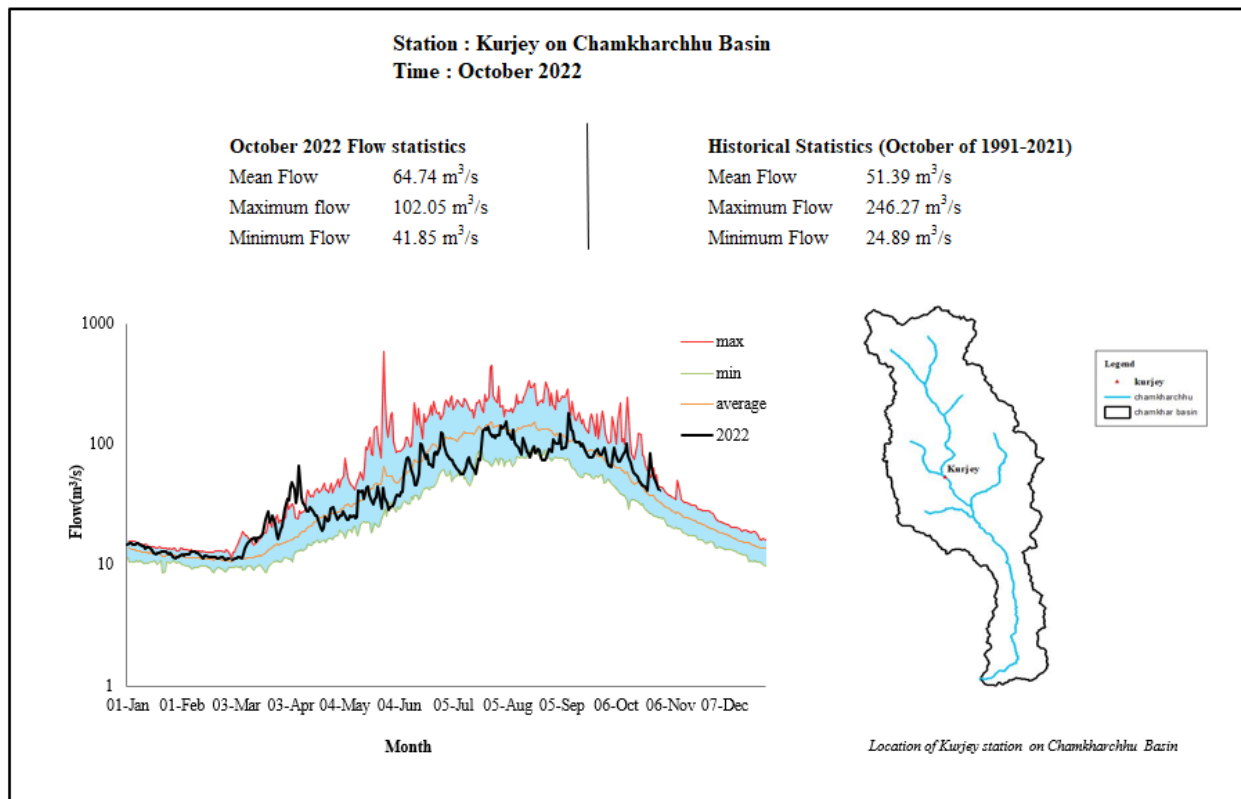 Station : Kurjey on Chamkharchhu Basin
Time : October 2022
October 2022 Flow statistics
Mean Flow 64.74 m³/s
Maximum flow 102.05 m³/s
Minimum Flow 41.85 m³/s
Historical Statistics (October of 1991-2021)
Mean Flow 51.39 m³/s
Maximum Flow 246.27 m³/s
Minimum Flow 24.89 m³/s
1000
100
10
1
Flow(m³/s)
01-Jan 01-Feb 03-Mar 03-Apr 04-May 04-Jun 05-Jul 05-Aug 05-Sep 06-Oct 06-Nov 07-Dec
Month
max
min
average
2022
Kurjey
Legend
kurjey
chamkharchhu
chamkhar basin
Location of Kurjey station on Chamkharchhu Basin